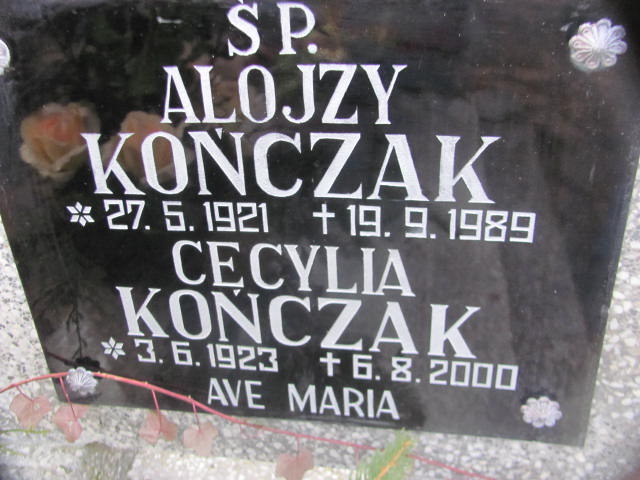 ŚP.
ALOJZY
KOŃCZAK
27.5.1921 †19.9.1989
CECYLIA
KOŃCZAK
3.6.1923 †6.8.2000
AVE MARIA